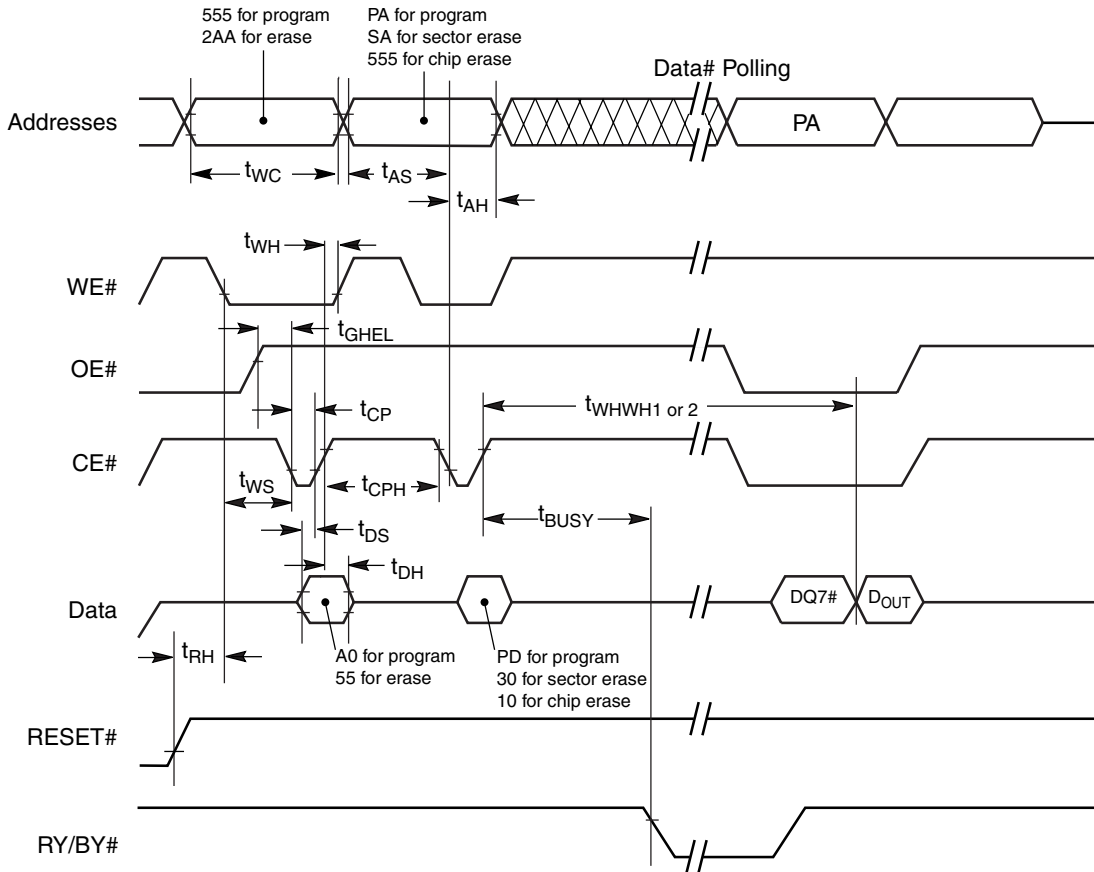 555 for program
2AA for erase
PA for program
SA for sector erase
555 for chip erase
Data# Polling
Addresses
PA
tWC
tAS
tAH
tWH
WE#
tGHEL
OE#
tWHWH1 or 2
tCP
CE#
tWS
tCPH
tBUSY
tDS
tDH
Data
DQ7#
DOUT
tRH
A0 for program
55 for erase
PD for program
30 for sector erase
10 for chip erase
RESET#
RY/BY#